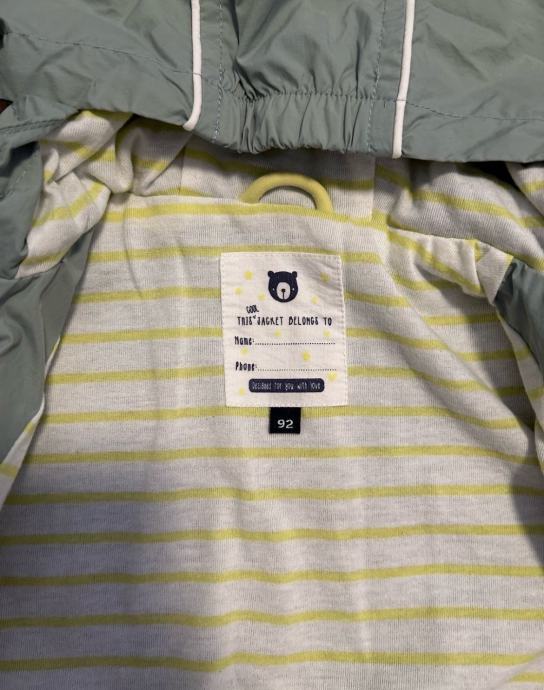 COOL
THIS JACKET BELONGS TO
Name:
Phone:
Designed for you with love
92